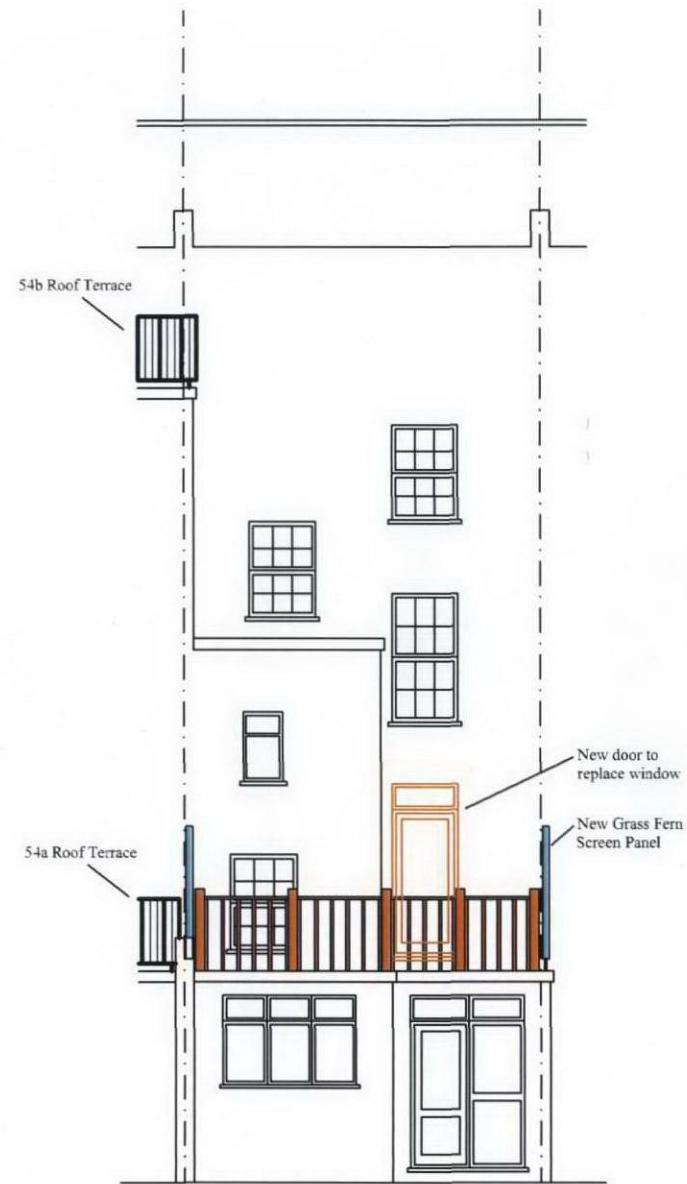 54b Roof Terrace
New door to
replace window
New Grass Fern
Screen Panel
54a Roof Terrace